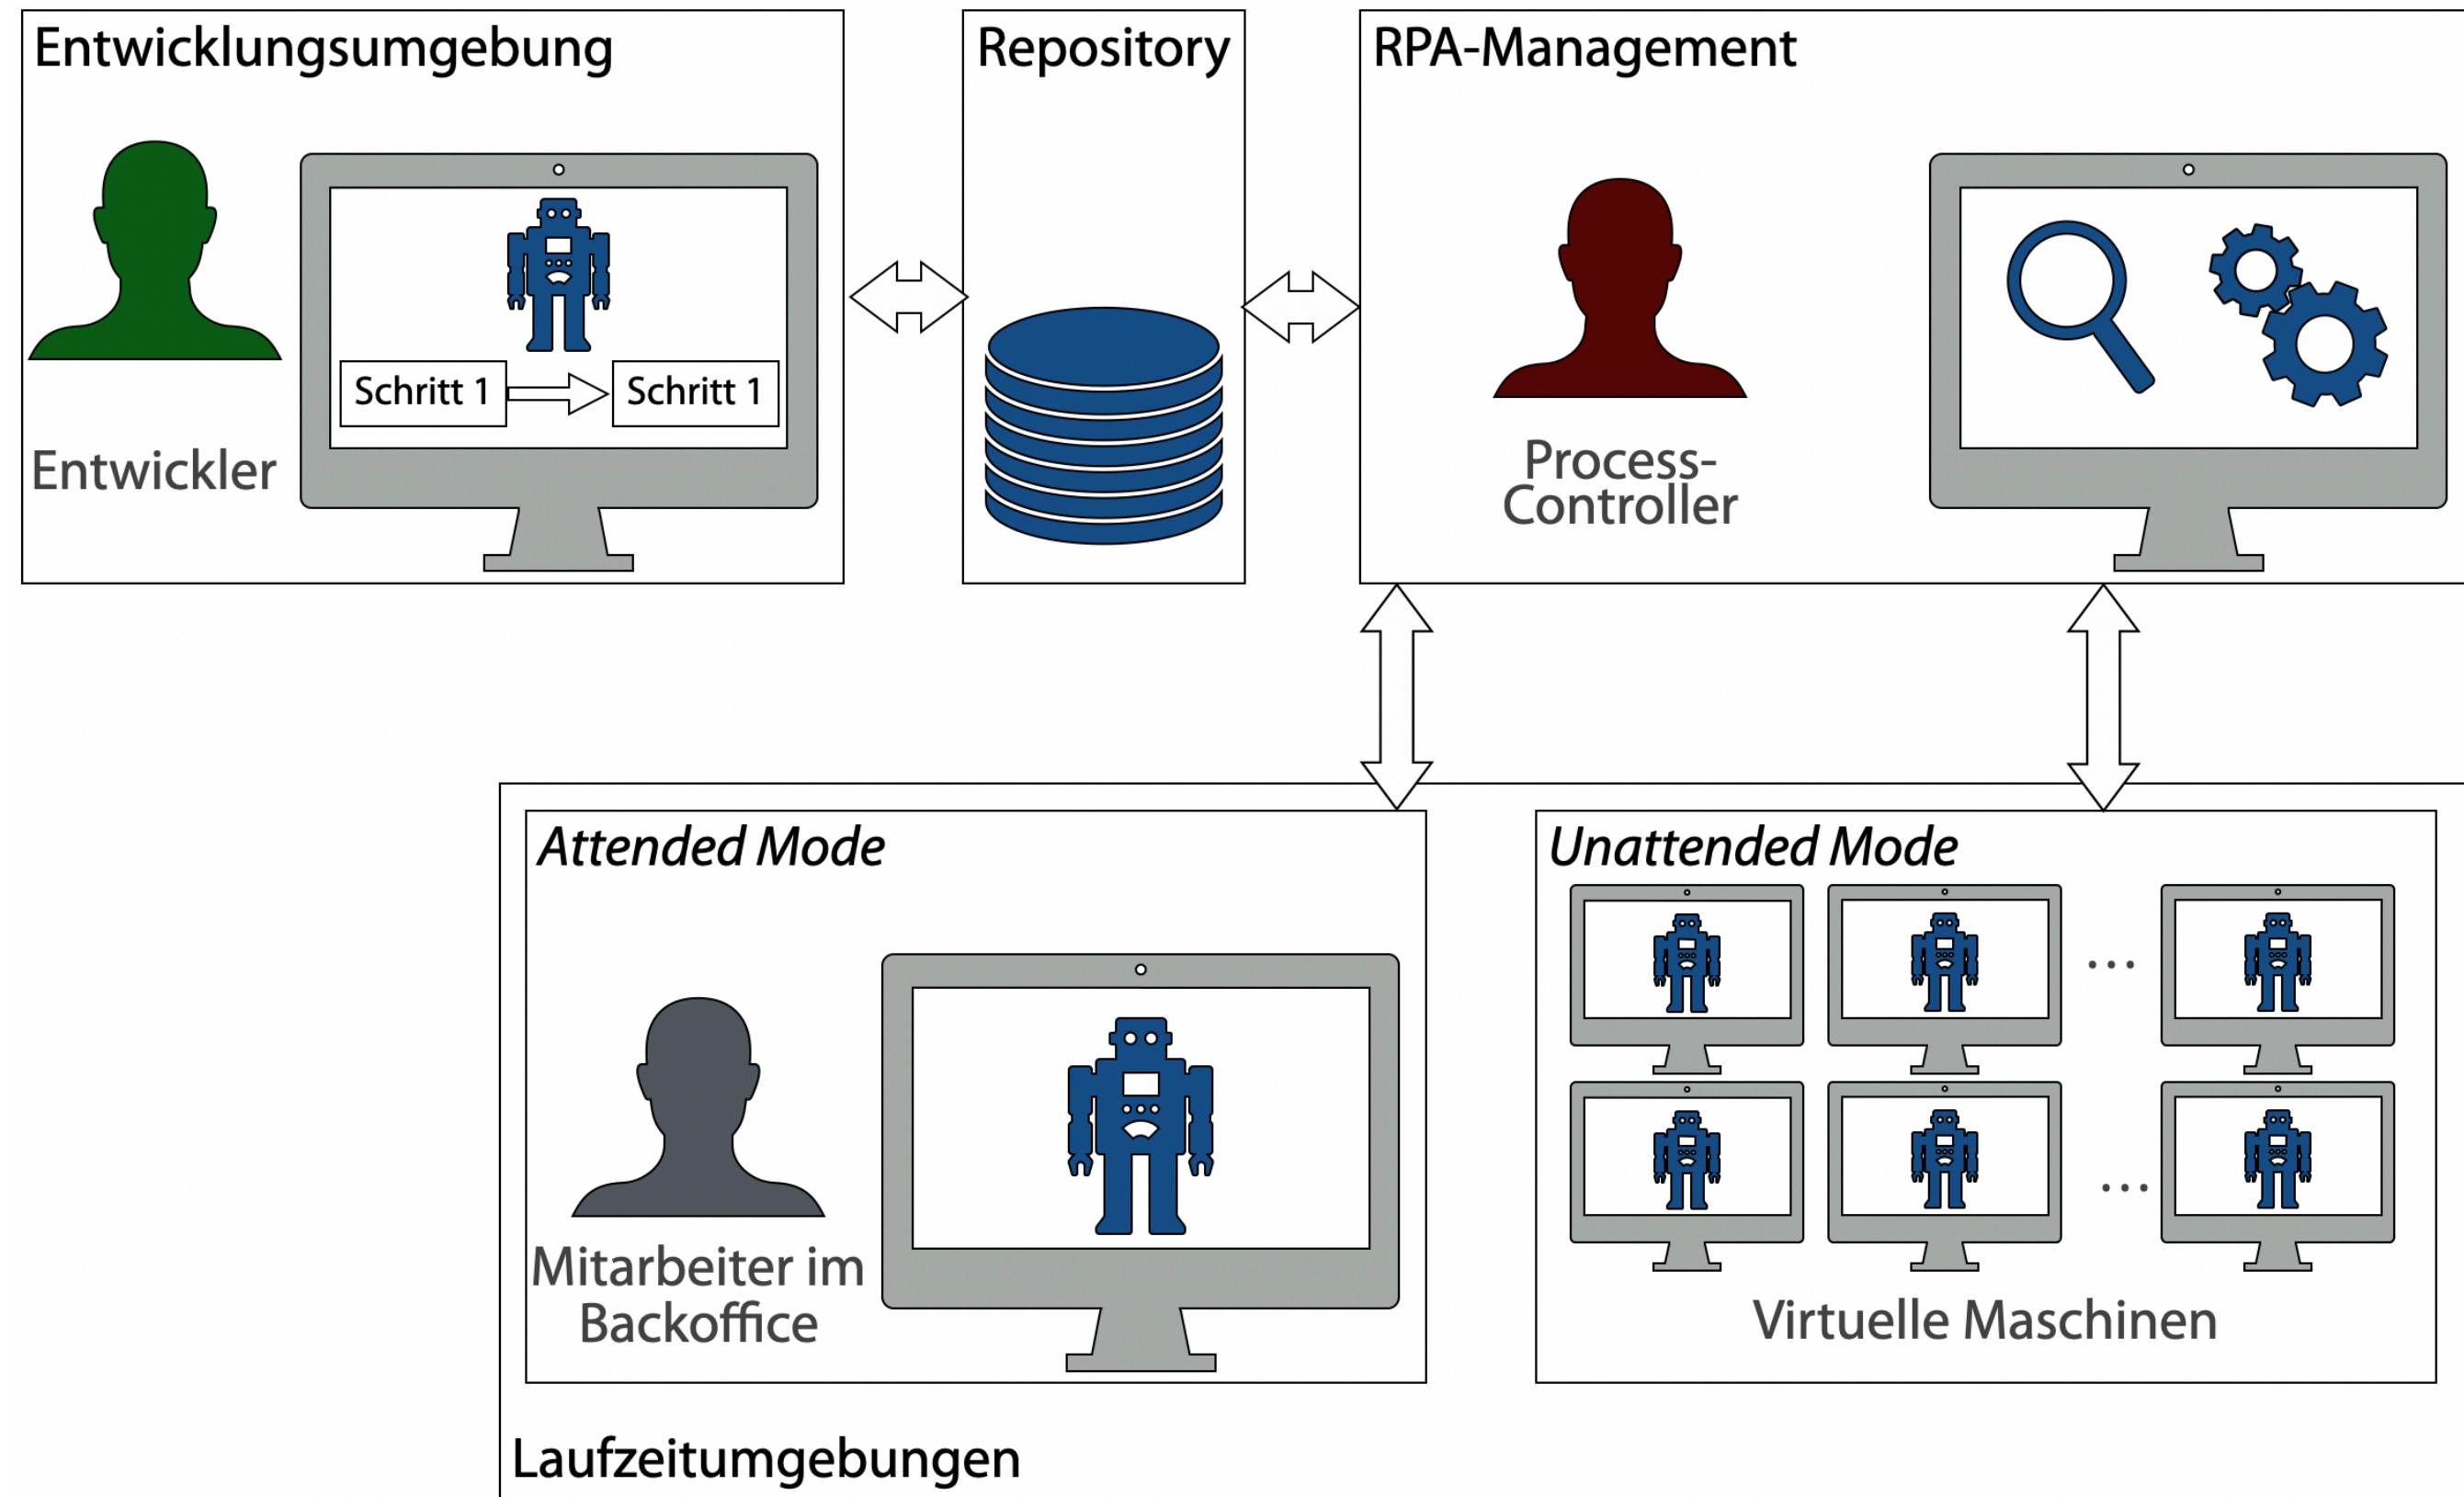 Entwicklungsumgebung
Entwickler
Schritt 1
Schritt 1
Repository
RPA-Management
Process-
Controller
Attended Mode
Mitarbeiter im
Backoffice
Unattended Mode
...
...
Virtuelle Maschinen
Laufzeitumgebungen